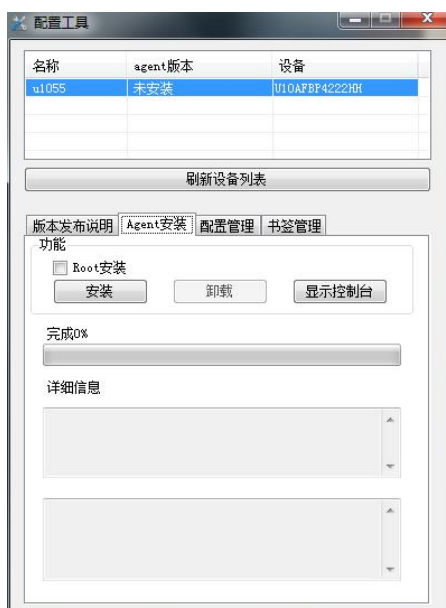 配置工具
名称 agent版本 设备
u1055 未安装 U10AFBP4222HH
刷新设备列表
版本发布说明 Agent安装 配置管理 书签管理
功能
Root安装
安装 卸载 显示控制台
完成0%
详细信息